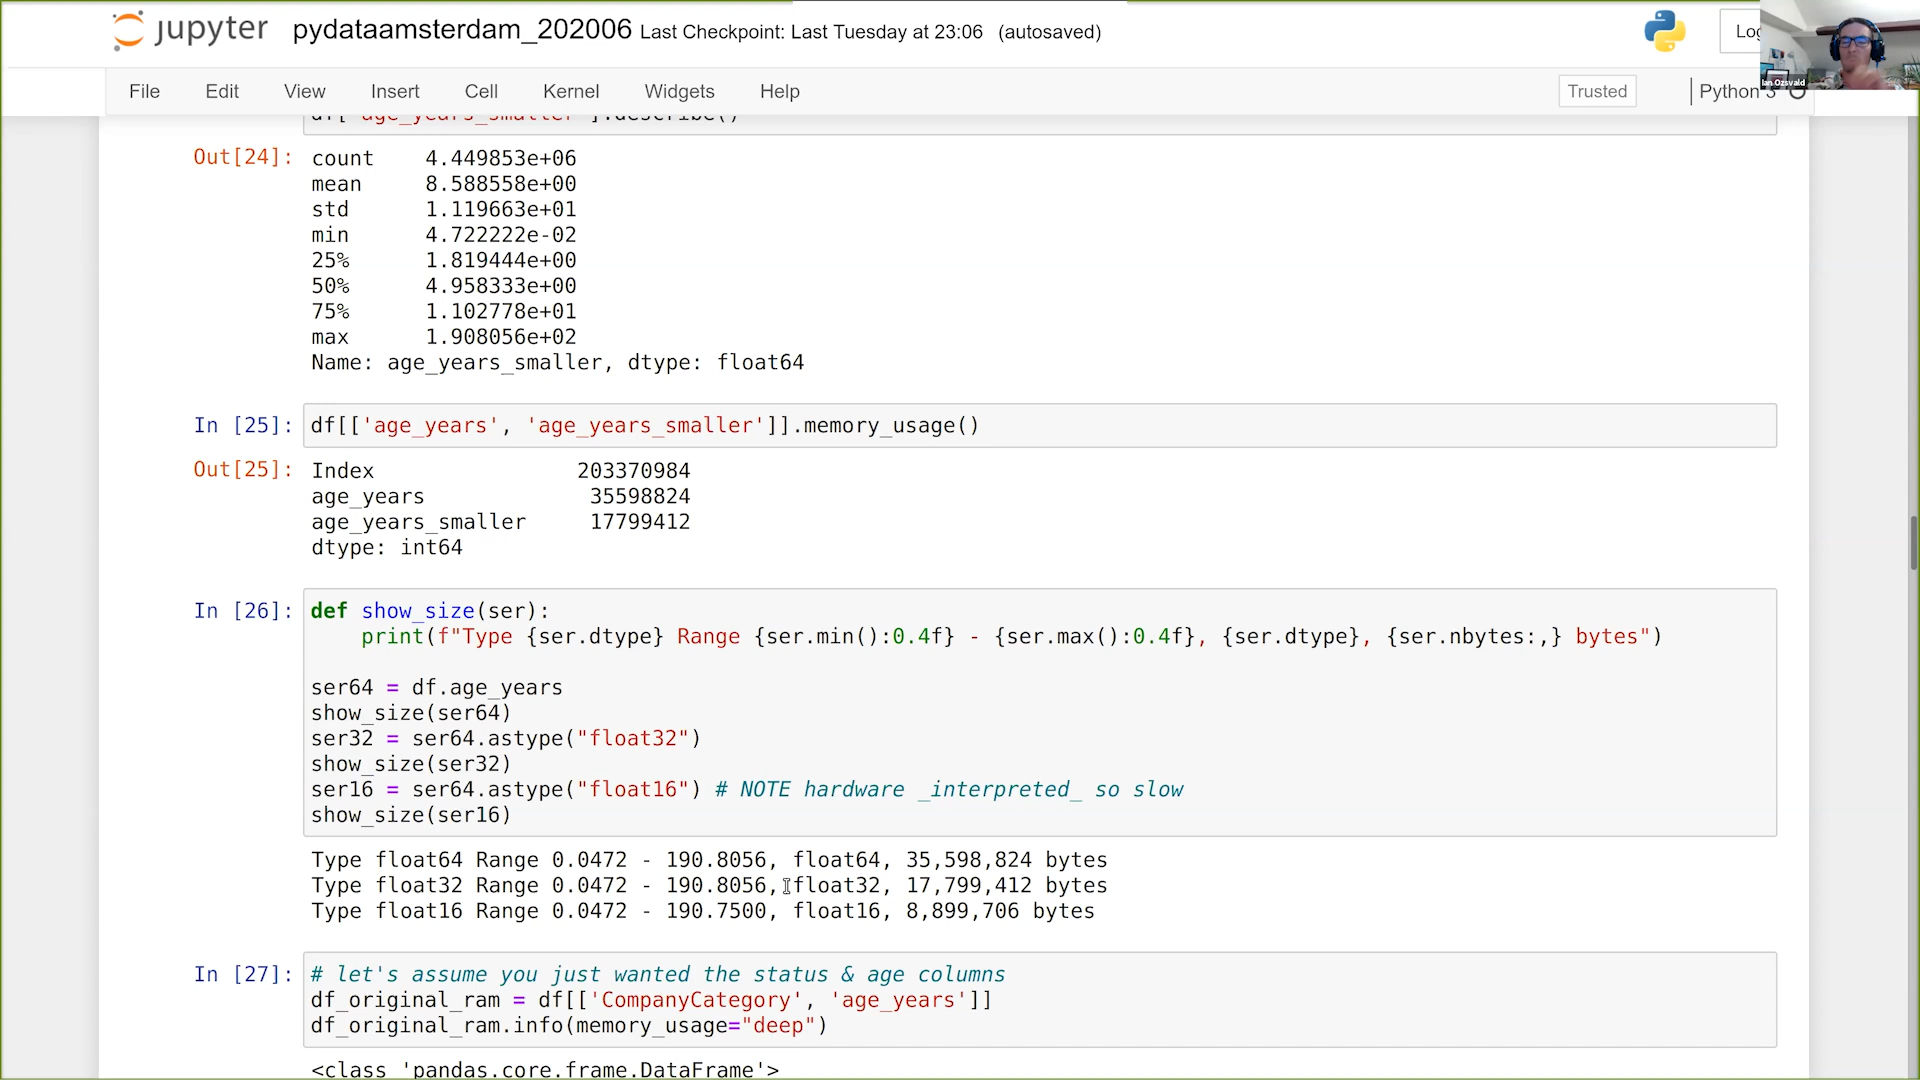 jupyter pydataamsterdam_202006 Last Checkpoint: Last Tuesday at 23:06 (autosaved)
Ian Ozsvald
File Edit View Insert Cell Kernel Widgets Help Trusted Python 3
df['age_years_smaller'].describe()
Out[24]: count 4.449853e+06
mean 8.588558e+00
std 1.119663e+01
min 4.722222e-02
25% 1.819444e+00
50% 4.958333e+00
75% 1.102778e+01
max 1.908056e+02
Name: age_years_smaller, dtype: float64
In [25]: df[['age_years', 'age_years_smaller']].memory_usage()
Out[25]: Index 203370984
age_years 35598824
age_years_smaller 17799412
dtype: int64
In [26]: def show_size(ser):
print(f"Type {ser.dtype} Range {ser.min():0.4f} - {ser.max():0.4f}, {ser.dtype}, {ser.nbytes:,} bytes")
ser64 = df.age_years
show_size(ser64)
ser32 = ser64.astype("float32")
show_size(ser32)
ser16 = ser64.astype("float16") # NOTE hardware _interpreted_ so slow
show_size(ser16)
Type float64 Range 0.0472 - 190.8056, float64, 35,598,824 bytes
Type float32 Range 0.0472 - 190.8056, float32, 17,799,412 bytes
Type float16 Range 0.0472 - 190.7500, float16, 8,899,706 bytes
In [27]: # let's assume you just wanted the status & age columns
df_original_ram = df[['CompanyCategory', 'age_years']]
df_original_ram.info(memory_usage="deep")
<class 'pandas.core.frame.DataFrame'>